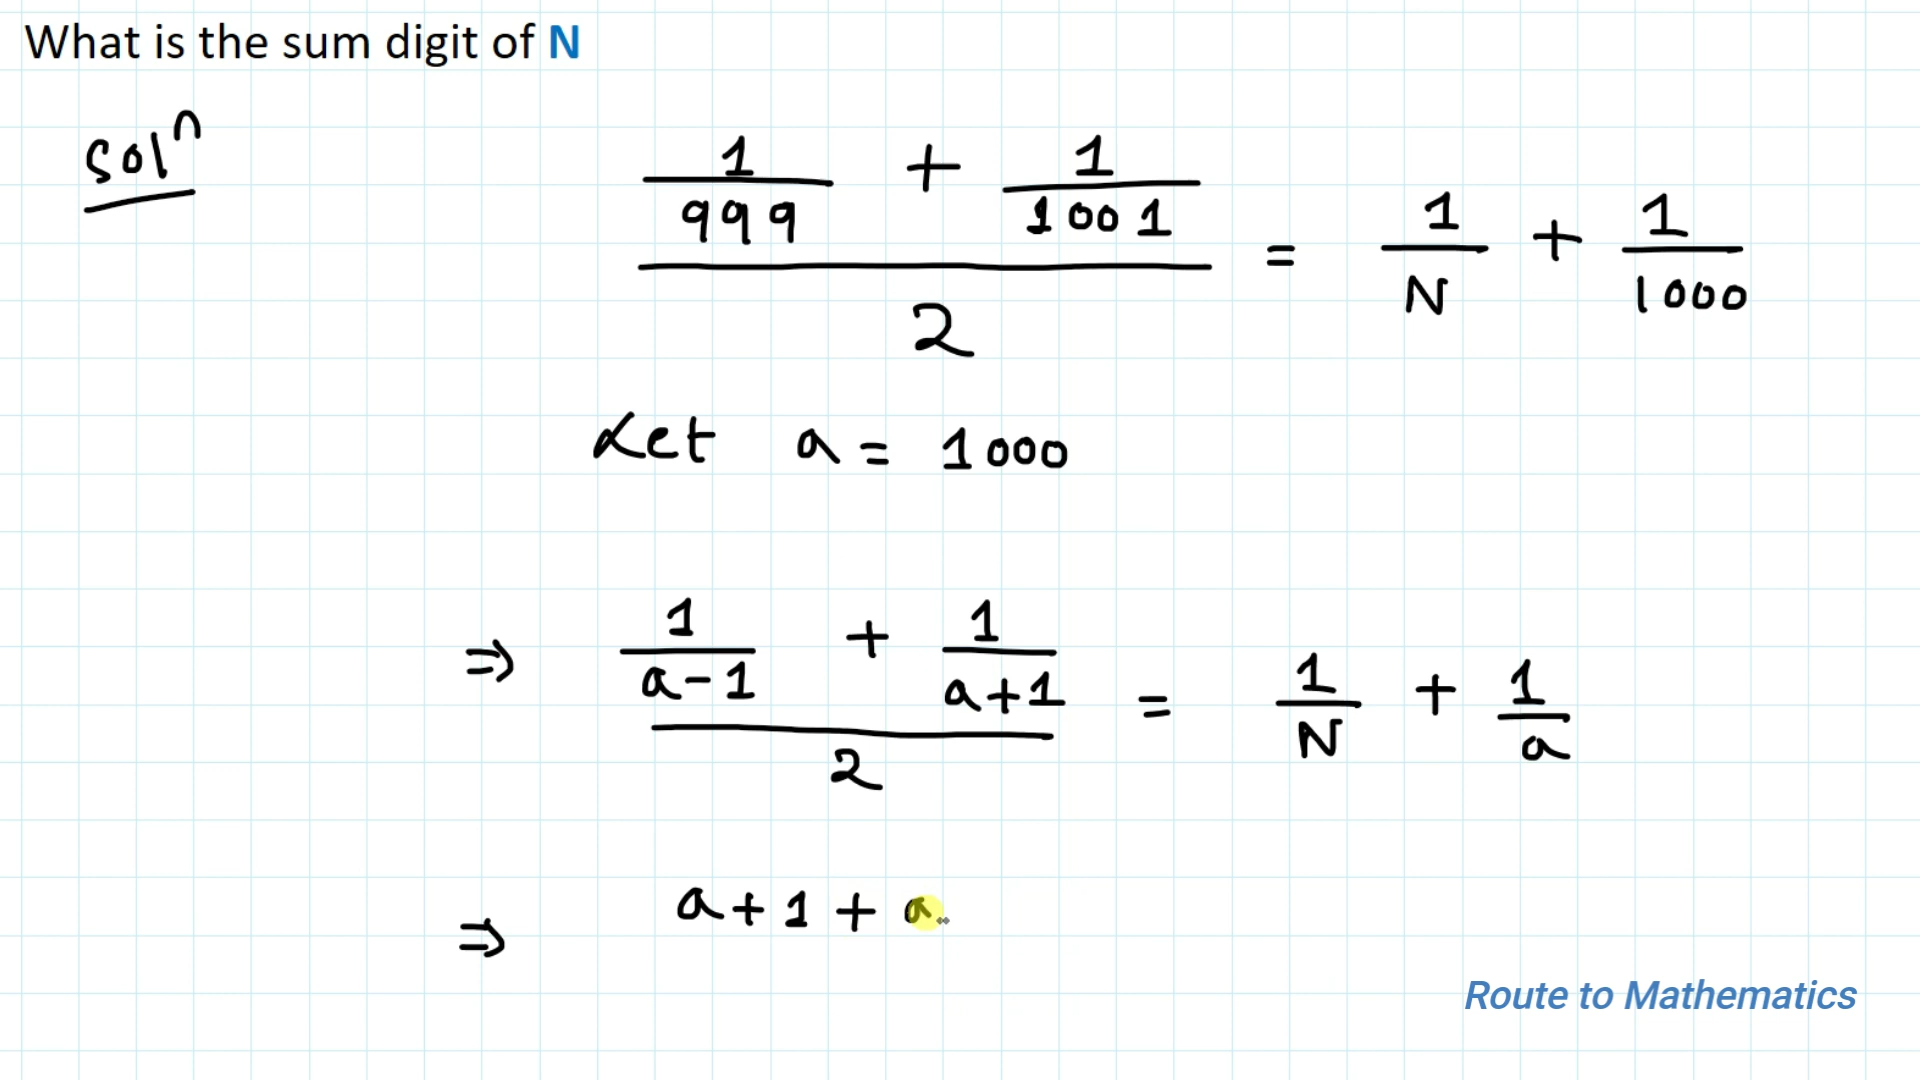 What is the sum digit of N
Solⁿ
1/999 + 1/1001
/2 = 1/N + 1/1000
Let a = 1000
⇒ (1/(a-1) + 1/(a+1))/2 = 1/N + 1/a
⇒ a+1+a
Route to Mathematics